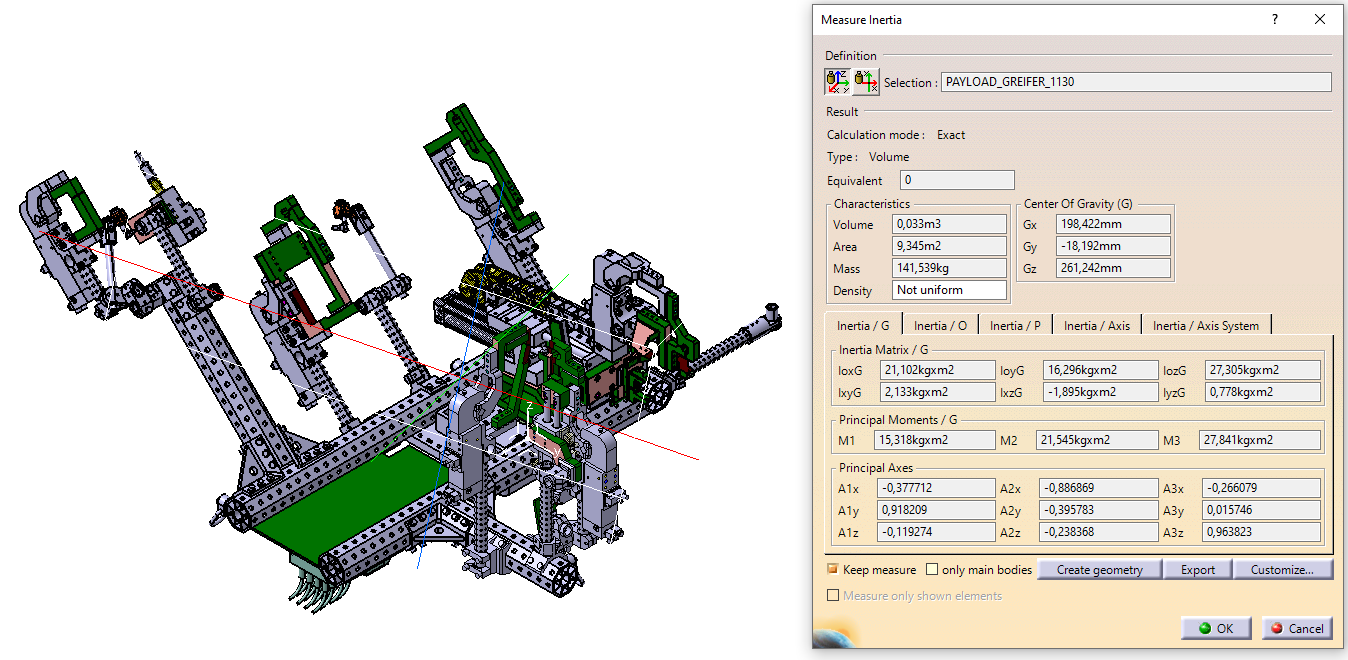 Measure Inertia ?
Definition
Selection : PAYLOAD_GREIFER_1130
Result
Calculation mode : Exact
Type : Volume
Equivalent 0
Characteristics
Volume 0,033m3
Area 9,345m2
Mass 141,539kg
Density Not uniform
Center Of Gravity (G)
Gx 198,422mm
Gy -18,192mm
Gz 261,242mm
Inertia / G Inertia / O Inertia / P Inertia / Axis Inertia / Axis System
Inertia Matrix / G
IoxG 21,102kgxm2 IoyG 16,296kgxm2 IozG 27,305kgxm2
IxyG 2,133kgxm2 IxzG -1,895kgxm2 IyzG 0,778kgxm2
Principal Moments / G
M1 15,318kgxm2 M2 21,545kgxm2 M3 27,841kgxm2
Principal Axes
A1x -0,377712 A2x -0,886869 A3x -0,266079
A1y 0,918209 A2y -0,395783 A3y 0,015746
A1z -0,119274 A2z -0,238368 A3z 0,963823
Keep measure only main bodies Create geometry Export Customize...
Measure only shown elements
OK Cancel
z